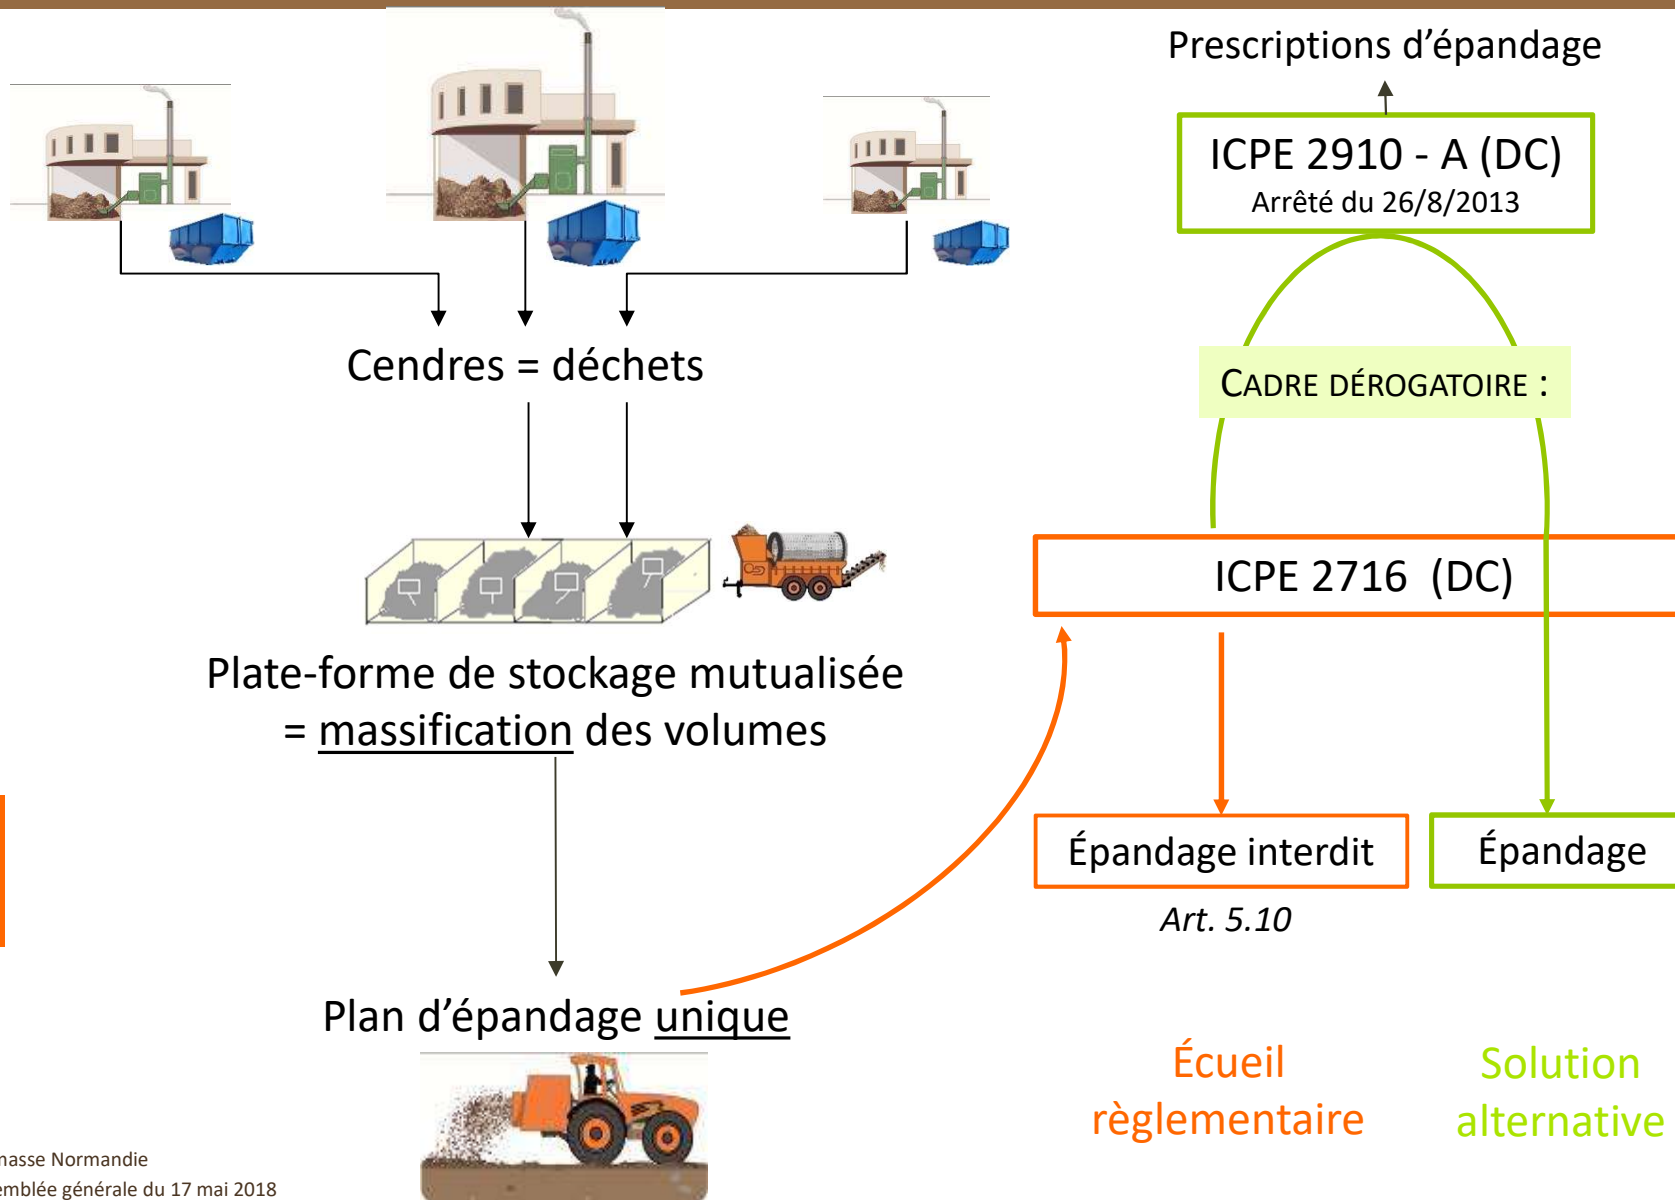 Prescriptions d'épandage
ICPE 2910 - A (DC)
Arrêté du 26/8/2013
CADRE DÉROGATOIRE :
Cendres = déchets
ICPE 2716 (DC)
Plate-forme de stockage mutualisée
= massification des volumes
Épandage interdit
Épandage
Art. 5.10
Plan d'épandage unique
Écueil
règlementaire
Solution
alternative
masse Normandie
emblée générale du 17 mai 2018